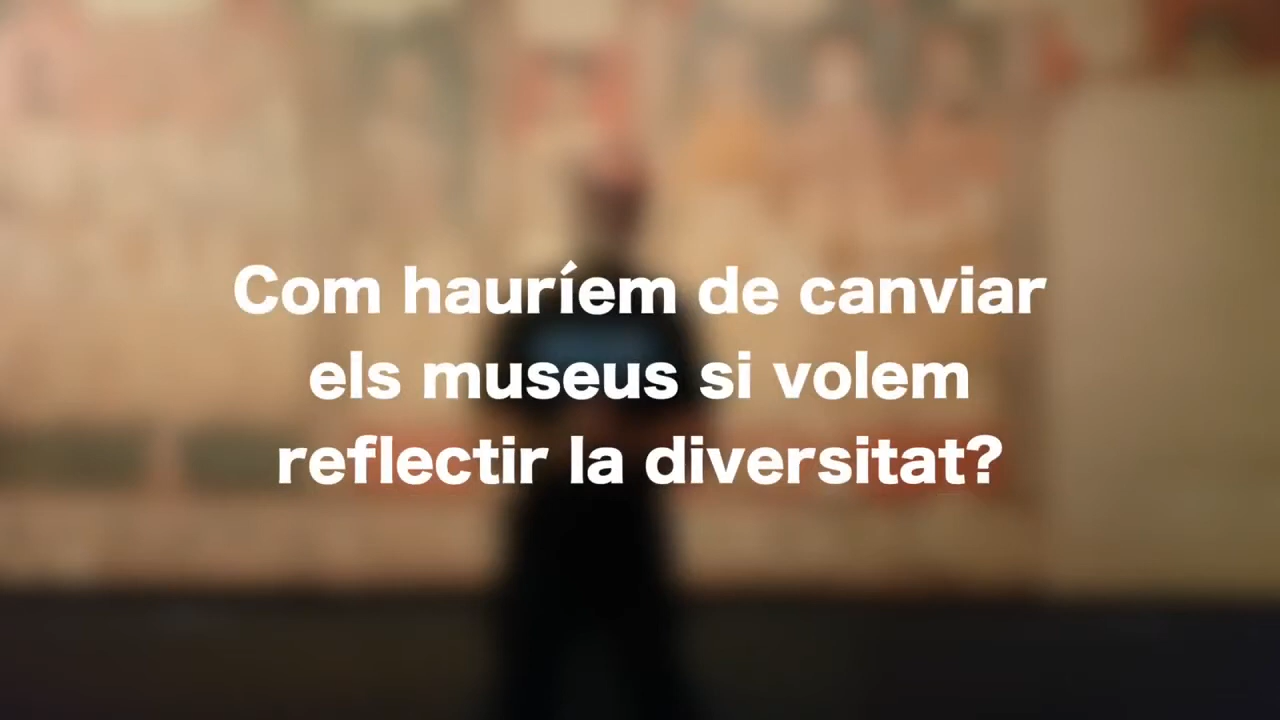 Com hauríem de canviar
els museus si volem
reflectir la diversitat?